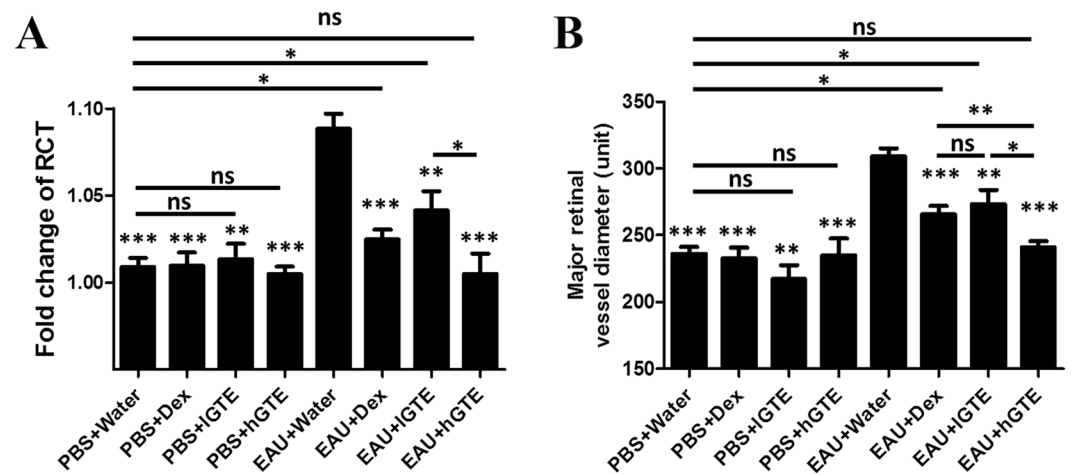 A
ns
*
*
Fold change of RCT
1.10
1.05
1.00
ns
ns
*
**
***
*** *** ** *** ***
PBS+Water
PBS+Dex
PBS+lGTE
PBS+hGTE
EAU+Water
EAU+Dex
EAU+lGTE
EAU+hGTE
B
ns
*
*
Major retinal
vessel diameter (unit)
350
300
250
200
150
**
ns *
ns
ns
*** **
*** *** ** *** ***
PBS+Water
PBS+Dex
PBS+lGTE
PBS+hGTE
EAU+Water
EAU+Dex
EAU+lGTE
EAU+hGTE